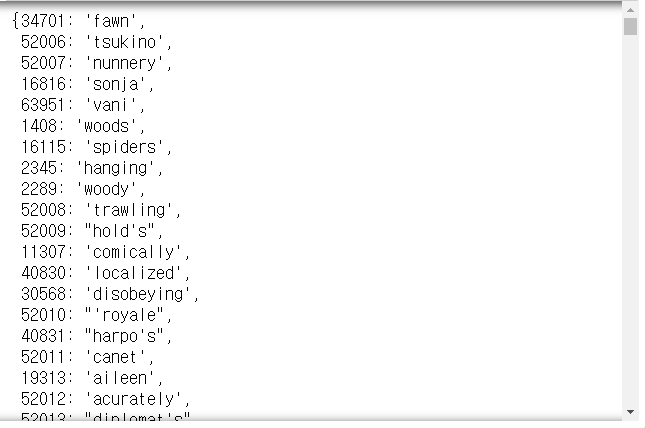 {34701: 'fawn',
52006: 'tsukino',
52007: 'nunnery',
16816: 'sonja',
63951: 'vani',
1408: 'woods',
16115: 'spiders',
2345: 'hanging',
2289: 'woody',
52008: 'trawling',
52009: "hold's",
11307: 'comically',
40830: 'localized',
30568: 'disobeying',
52010: "'royale",
40831: "harpo's",
52011: 'canet',
19313: 'aileen',
52012: 'acurately',
52013: "diplomat's"